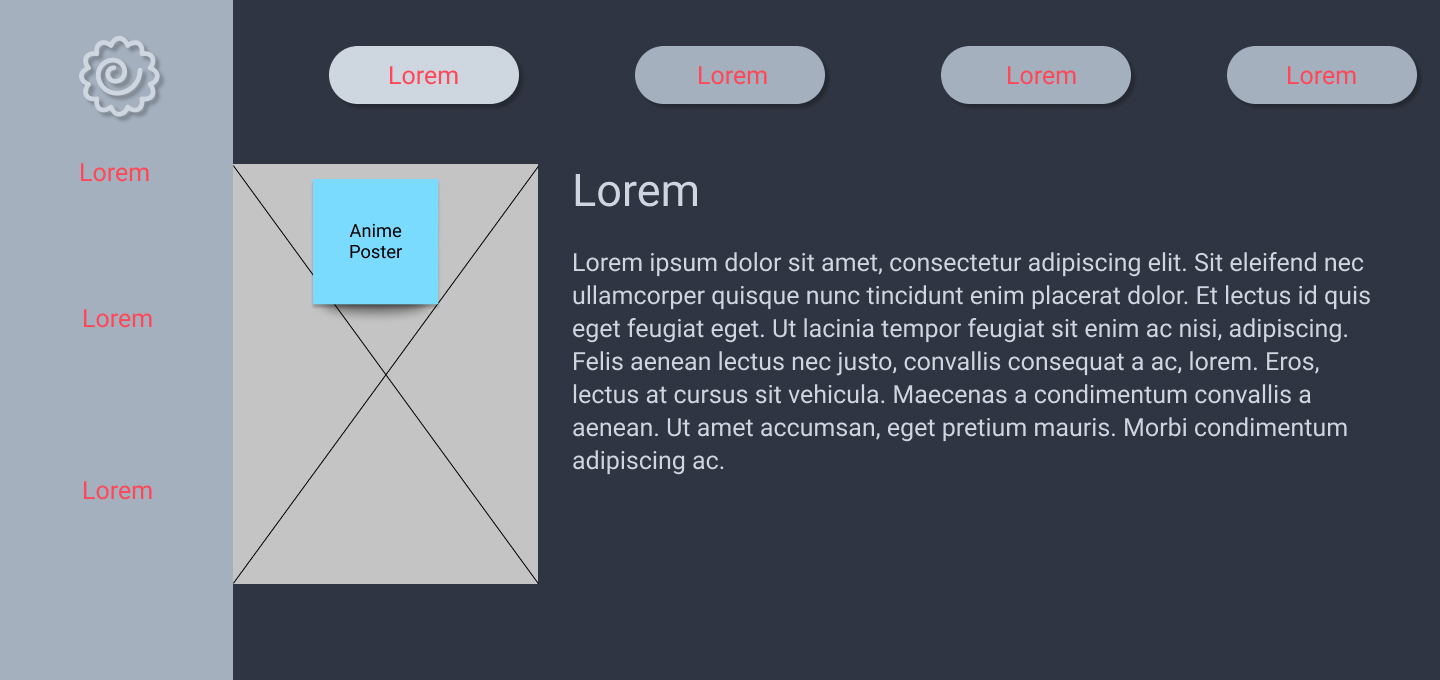 Lorem
Lorem
Lorem
Lorem
Lorem
Lorem
Lorem
Anime
Poster
Lorem
Lorem ipsum dolor sit amet, consectetur adipiscing elit. Sit eleifend nec
ullamcorper quisque nunc tincidunt enim placerat dolor. Et lectus id quis
eget feugiat eget. Ut lacinia tempor feugiat sit enim ac nisi, adipiscing.
Felis aenean lectus nec justo, convallis consequat a ac, lorem. Eros,
lectus at cursus sit vehicula. Maecenas a condimentum convallis a
aenean. Ut amet accumsan, eget pretium mauris. Morbi condimentum
adipiscing ac.